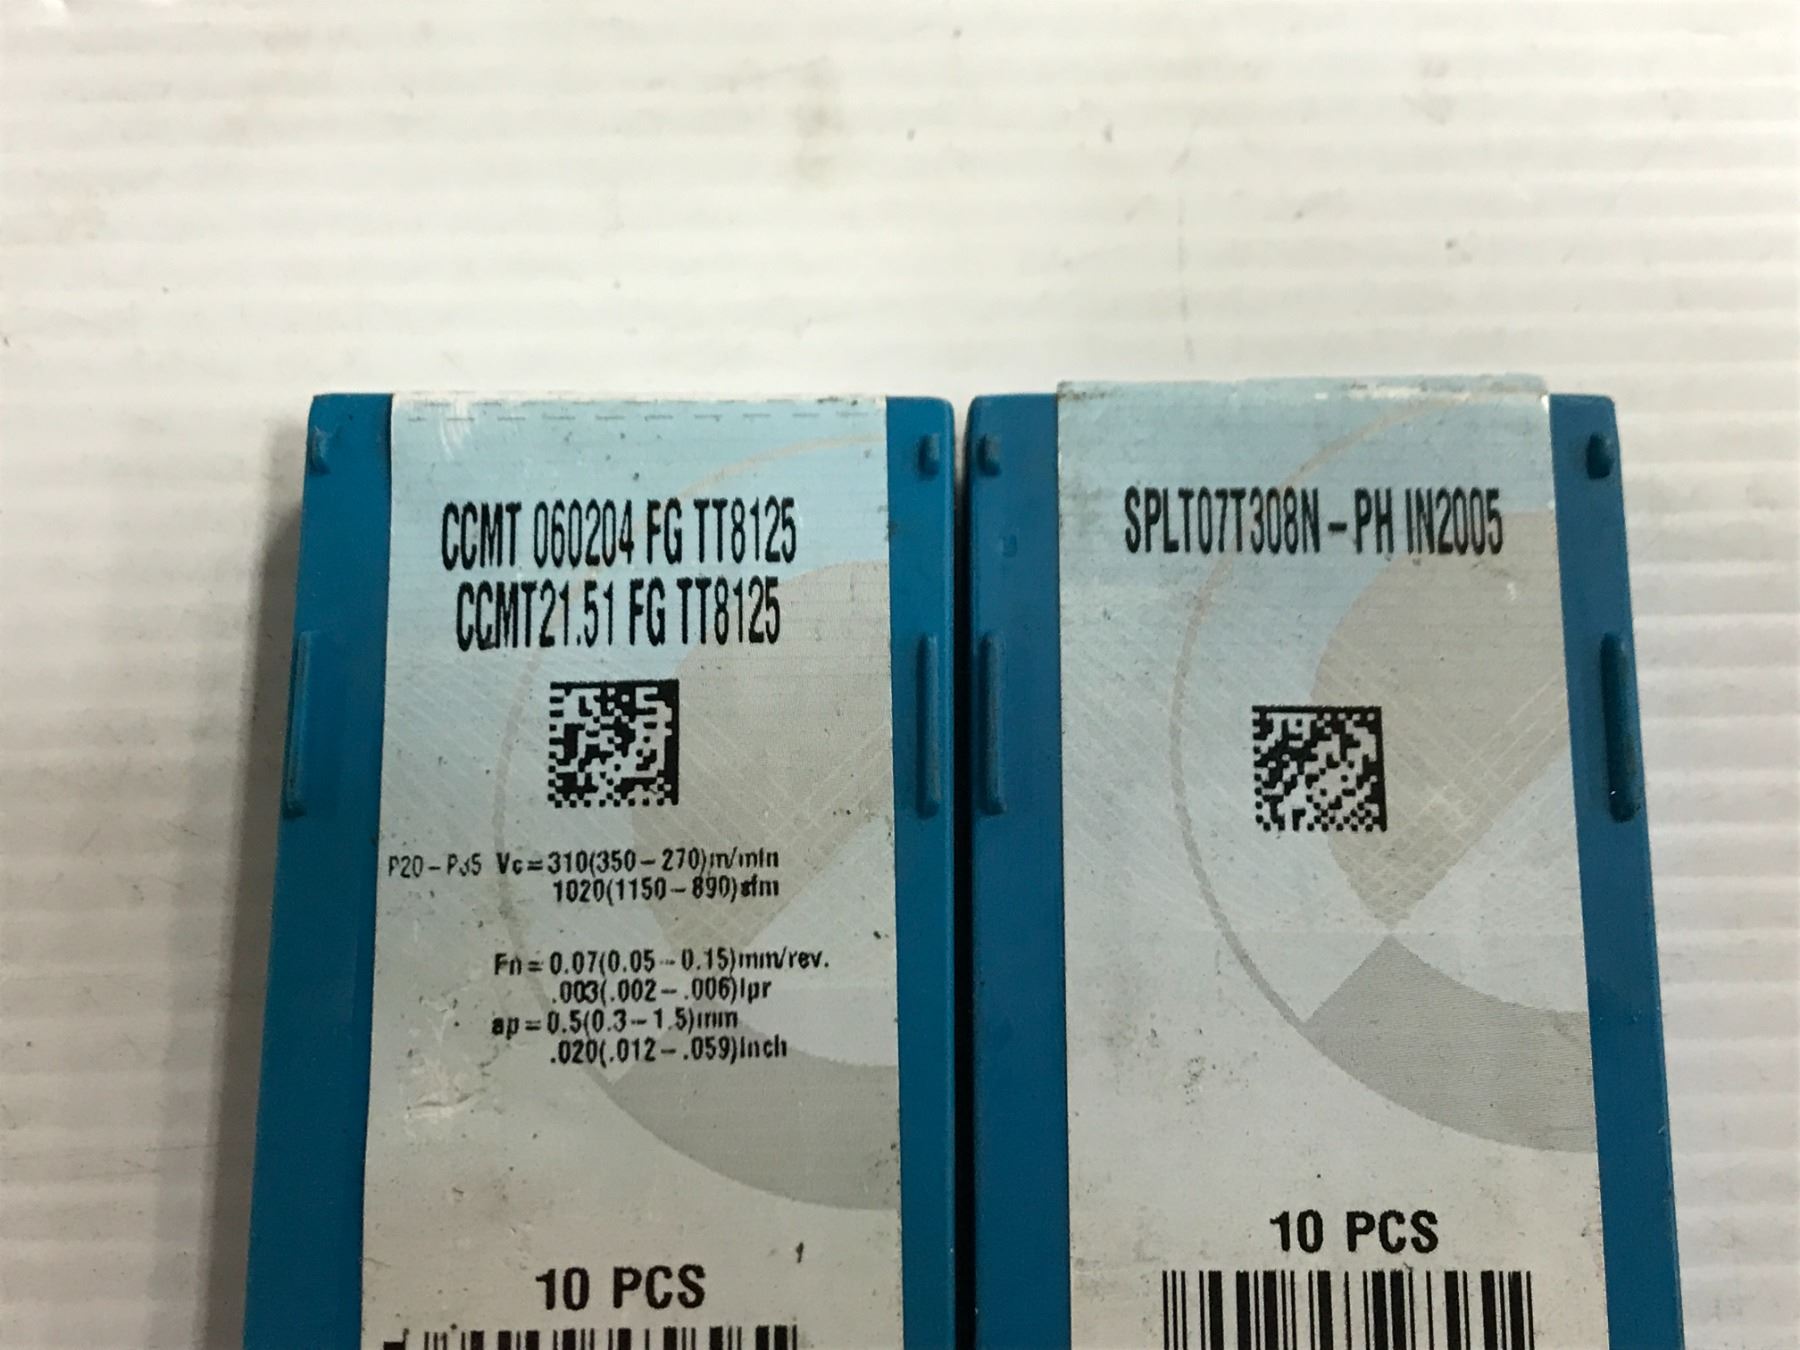 CCMT 060204 FG TT8125
CCMT21.51 FG TT8125
P20-P35 Vc=310(350-270)m/min
1020(1150-890)sfm
Fn=0.07(0.05-0.15)mm/rev.
.003(.002-.006)ipr
ap=0.5(0.3-1.5)mm
.020(.012-.059)inch
10 PCS
SPLT07T308N-PH IN2005
10 PCS